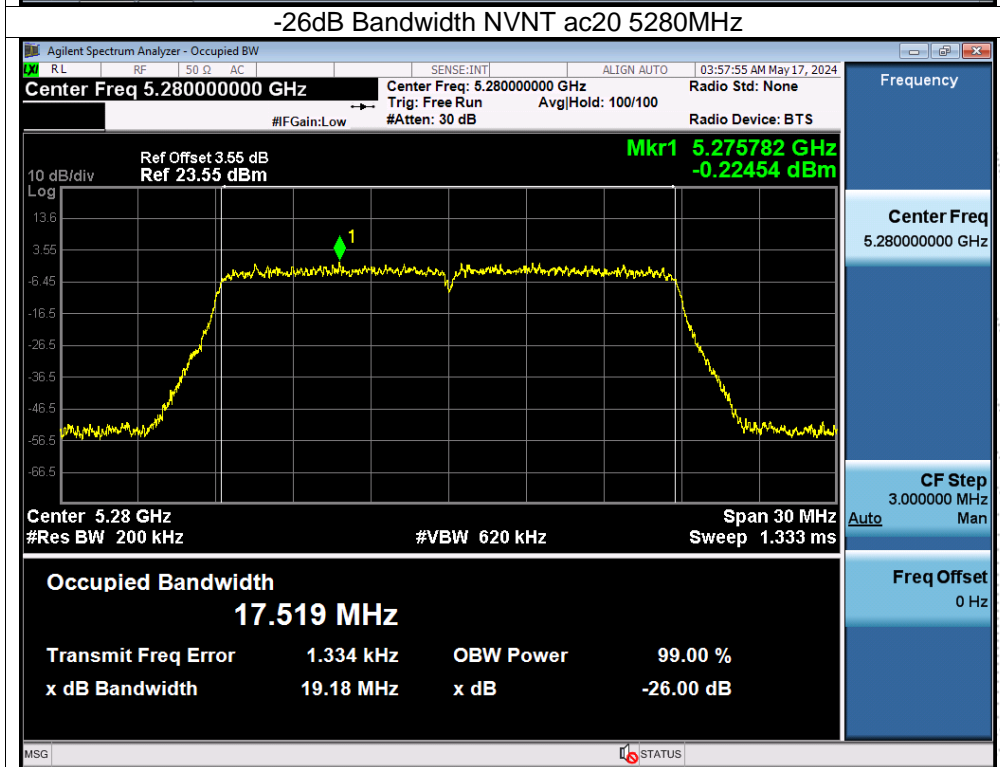 -26dB Bandwidth NVNT ac20 5280MHz
Agilent Spectrum Analyzer - Occupied BW
LXI RL RF 50 Ω AC SENSE:INT ALIGN AUTO 03:57:55 AM May 17, 2024
Center Freq 5.280000000 GHz Center Freq: 5.280000000 GHz Radio Std: None Frequency
Trig: Free Run Avg|Hold: 100/100
#IFGain:Low #Atten: 30 dB Radio Device: BTS
Mkr1 5.275782 GHz
Ref Offset 3.55 dB
10 dB/div Ref 23.55 dBm -0.22454 dBm
Log
1
13.6
3.55
-6.45
-16.5
-26.5
-36.5
-46.5
-56.5
-66.5
Center 5.28 GHz Span 30 MHz
#Res BW 200 kHz #VBW 620 kHz Sweep 1.333 ms
Center Freq
5.280000000 GHz
CF Step
3.000000 MHz
Auto Man
Freq Offset
0 Hz
Occupied Bandwidth
17.519 MHz
Transmit Freq Error 1.334 kHz OBW Power 99.00 %
x dB Bandwidth 19.18 MHz x dB -26.00 dB
MSG STATUS